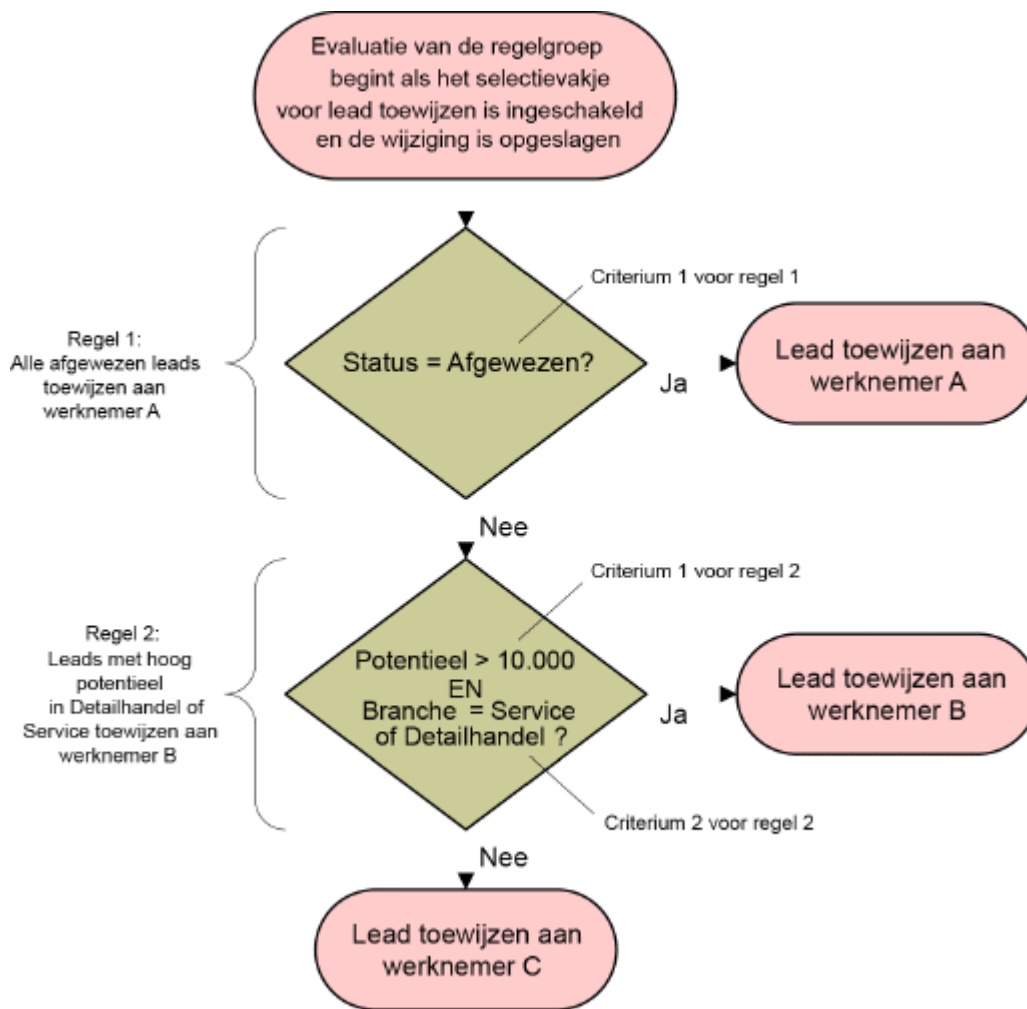 Evaluatie van de regelgroep
begint als het selectievakje
voor lead toewijzen is ingeschakeld
en de wijziging is opgeslagen
Criterium 1 voor regel 1
Regel 1:
Alle afgewezen leads
toewijzen aan
werknemer A
Status = Afgewezen?
Ja
Lead toewijzen aan
werknemer A
Nee
Criterium 1 voor regel 2
Regel 2:
Leads met hoog
potentieel
in Detailhandel of
Service toewijzen aan
werknemer B
Potentieel > 10.000
EN
Branche = Service
of Detailhandel ?
Ja
Lead toewijzen aan
werknemer B
Criterium 2 voor regel 2
Nee
Lead toewijzen aan
werknemer C